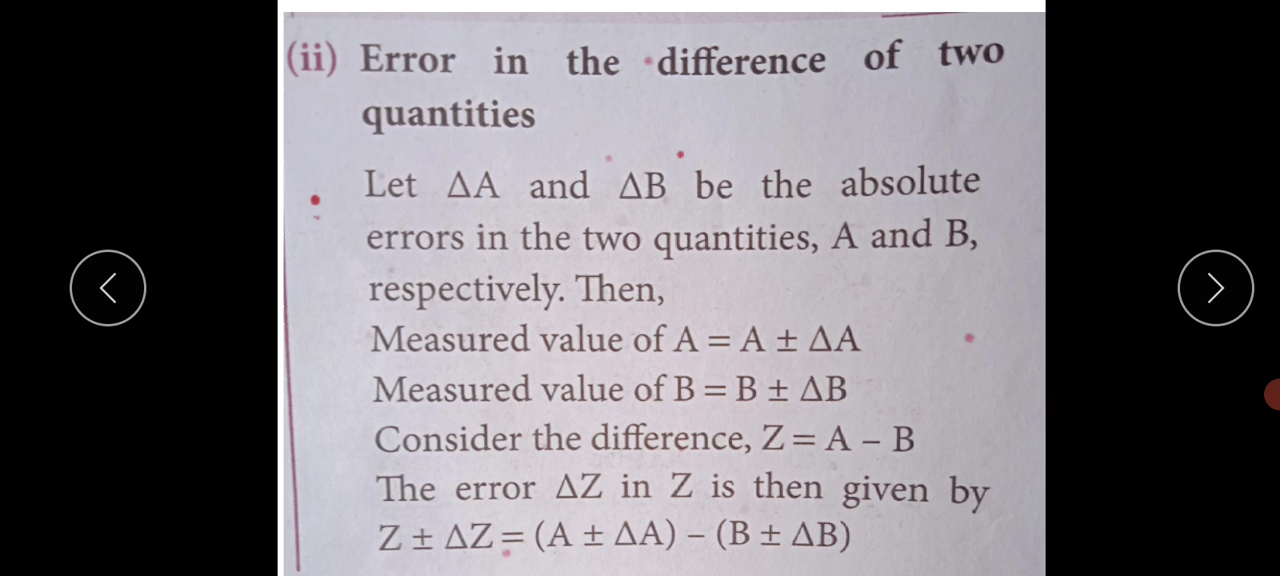 (ii) Error in the difference of two
quantities
Let ΔA and ΔB be the absolute
errors in the two quantities, A and B,
respectively. Then,
Measured value of A = A ± ΔA
Measured value of B = B ± ΔB
Consider the difference, Z = A – B
The error ΔZ in Z is then given by
Z ± ΔZ = (A ± ΔA) – (B ± ΔB)